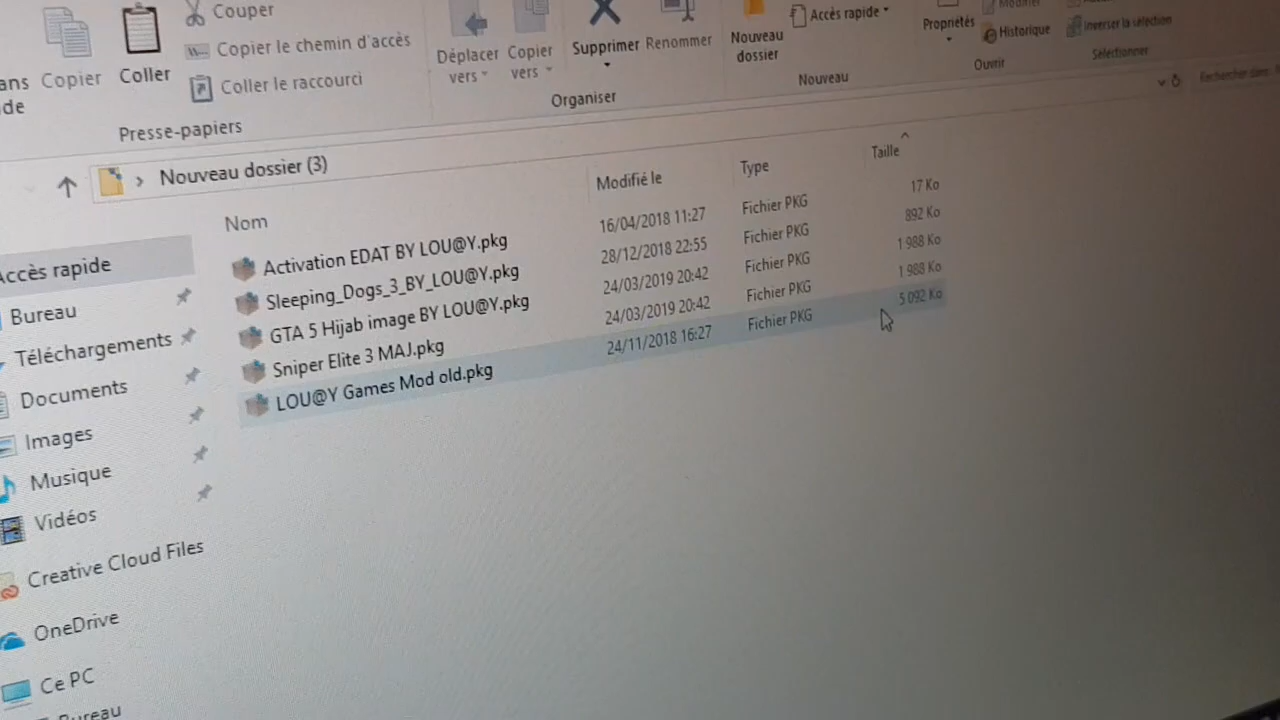 Couper
Copier le chemin d'accès
Coller le raccourci
ans
de
Copier
Coller
Presse-papiers
Déplacer
vers
Copier
vers
Supprimer
Renommer
Organiser
Nouveau
dossier
Accès rapide
Nouveau
Propriétés
Modifier
Historique
Ouvrir
Inverser la sélection
Sélectionner
Nouveau dossier (3)
Rechercher dans
Nom
Modifié le
Type
Taille
Activation EDAT BY LOU@Y.pkg 16/04/2018 11:27 Fichier PKG 17 Ko
Sleeping_Dogs_3_BY_LOU@Y.pkg 28/12/2018 22:55 Fichier PKG 892 Ko
GTA 5 Hijab image BY LOU@Y.pkg 24/03/2019 20:42 Fichier PKG 1 988 Ko
Sniper Elite 3 MAJ.pkg 24/03/2019 20:42 Fichier PKG 1 988 Ko
LOU@Y Games Mod old.pkg 24/11/2018 16:27 Fichier PKG 5 092 Ko
Accès rapide
Bureau
Téléchargements
Documents
Images
Musique
Vidéos
Creative Cloud Files
OneDrive
Ce PC
Bureau